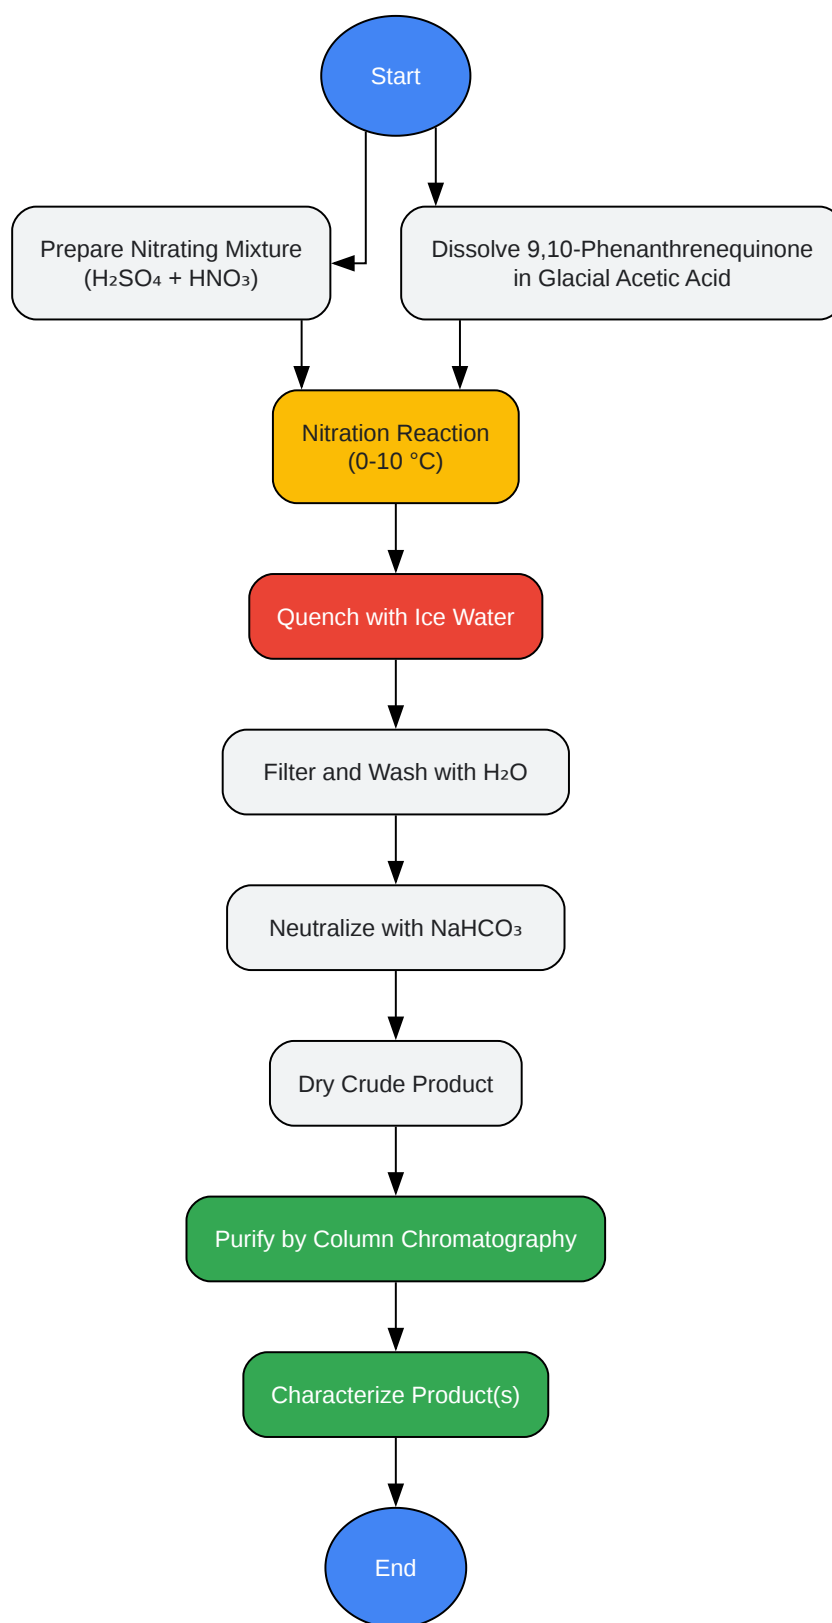 Start
Prepare Nitrating Mixture
(H₂SO₄ + HNO₃)
Dissolve 9,10-Phenanthrenequinone
in Glacial Acetic Acid
Nitration Reaction
(0-10 °C)
Quench with Ice Water
Filter and Wash with H₂O
Neutralize with NaHCO₃
Dry Crude Product
Purify by Column Chromatography
Characterize Product(s)
End